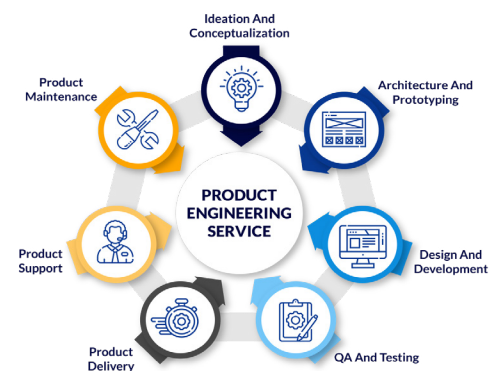 Ideation And
Conceptualization
Architecture And
Prototyping
Design And
Development
QA And Testing
Product
Delivery
Product
Support
Product
Maintenance
PRODUCT
ENGINEERING
SERVICE